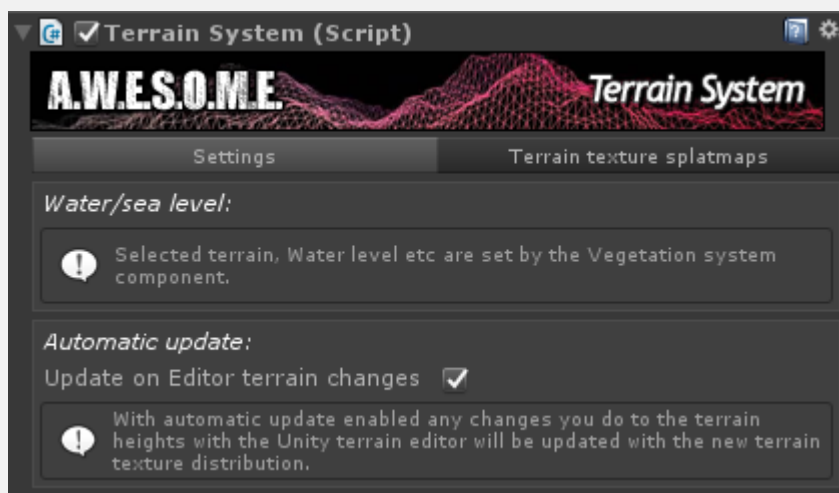 Terrain System (Script)
A.W.E.S.O.M.E. Terrain System
Settings Terrain texture splatmaps
Water/sea level:
Selected terrain, Water level etc are set by the Vegetation system
component.
Automatic update:
Update on Editor terrain changes
With automatic update enabled any changes you do to the terrain
heights with the Unity terrain editor will be updated with the new terrain
texture distribution.